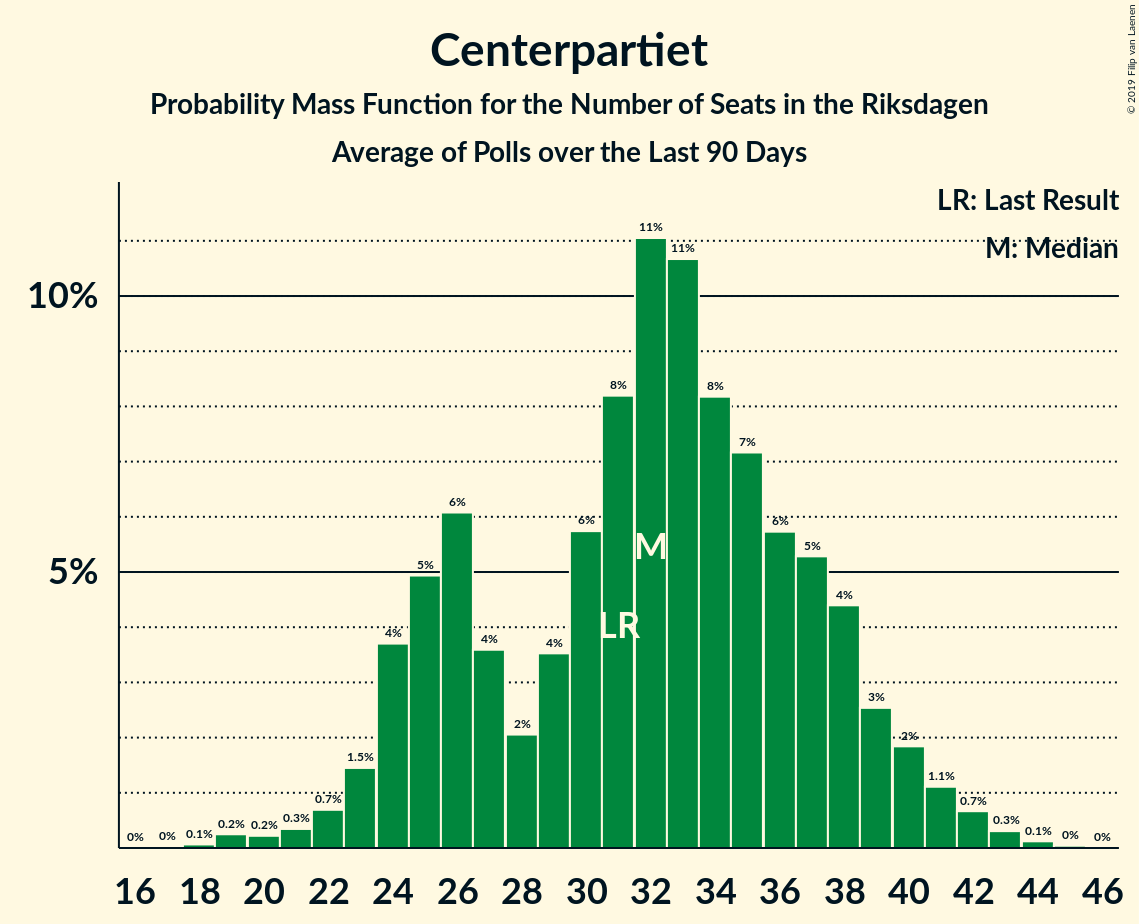 Centerpartiet
Probability Mass Function for the Number of Seats in the Riksdagen
Average of Polls over the Last 90 Days
© 2019 Filip van Laenen
LR: Last Result
M: Median
10%
5%
0% 0% 0.1% 0.2% 0.2% 0.3% 0.7% 1.5% 4% 5% 6% 4% 2% 4% 6% 8% 11% 11% 8% 7% 6% 5% 4% 3% 2% 1.1% 0.7% 0.3% 0.1% 0% 0%
M
LR
16 18 20 22 24 26 28 30 32 34 36 38 40 42 44 46